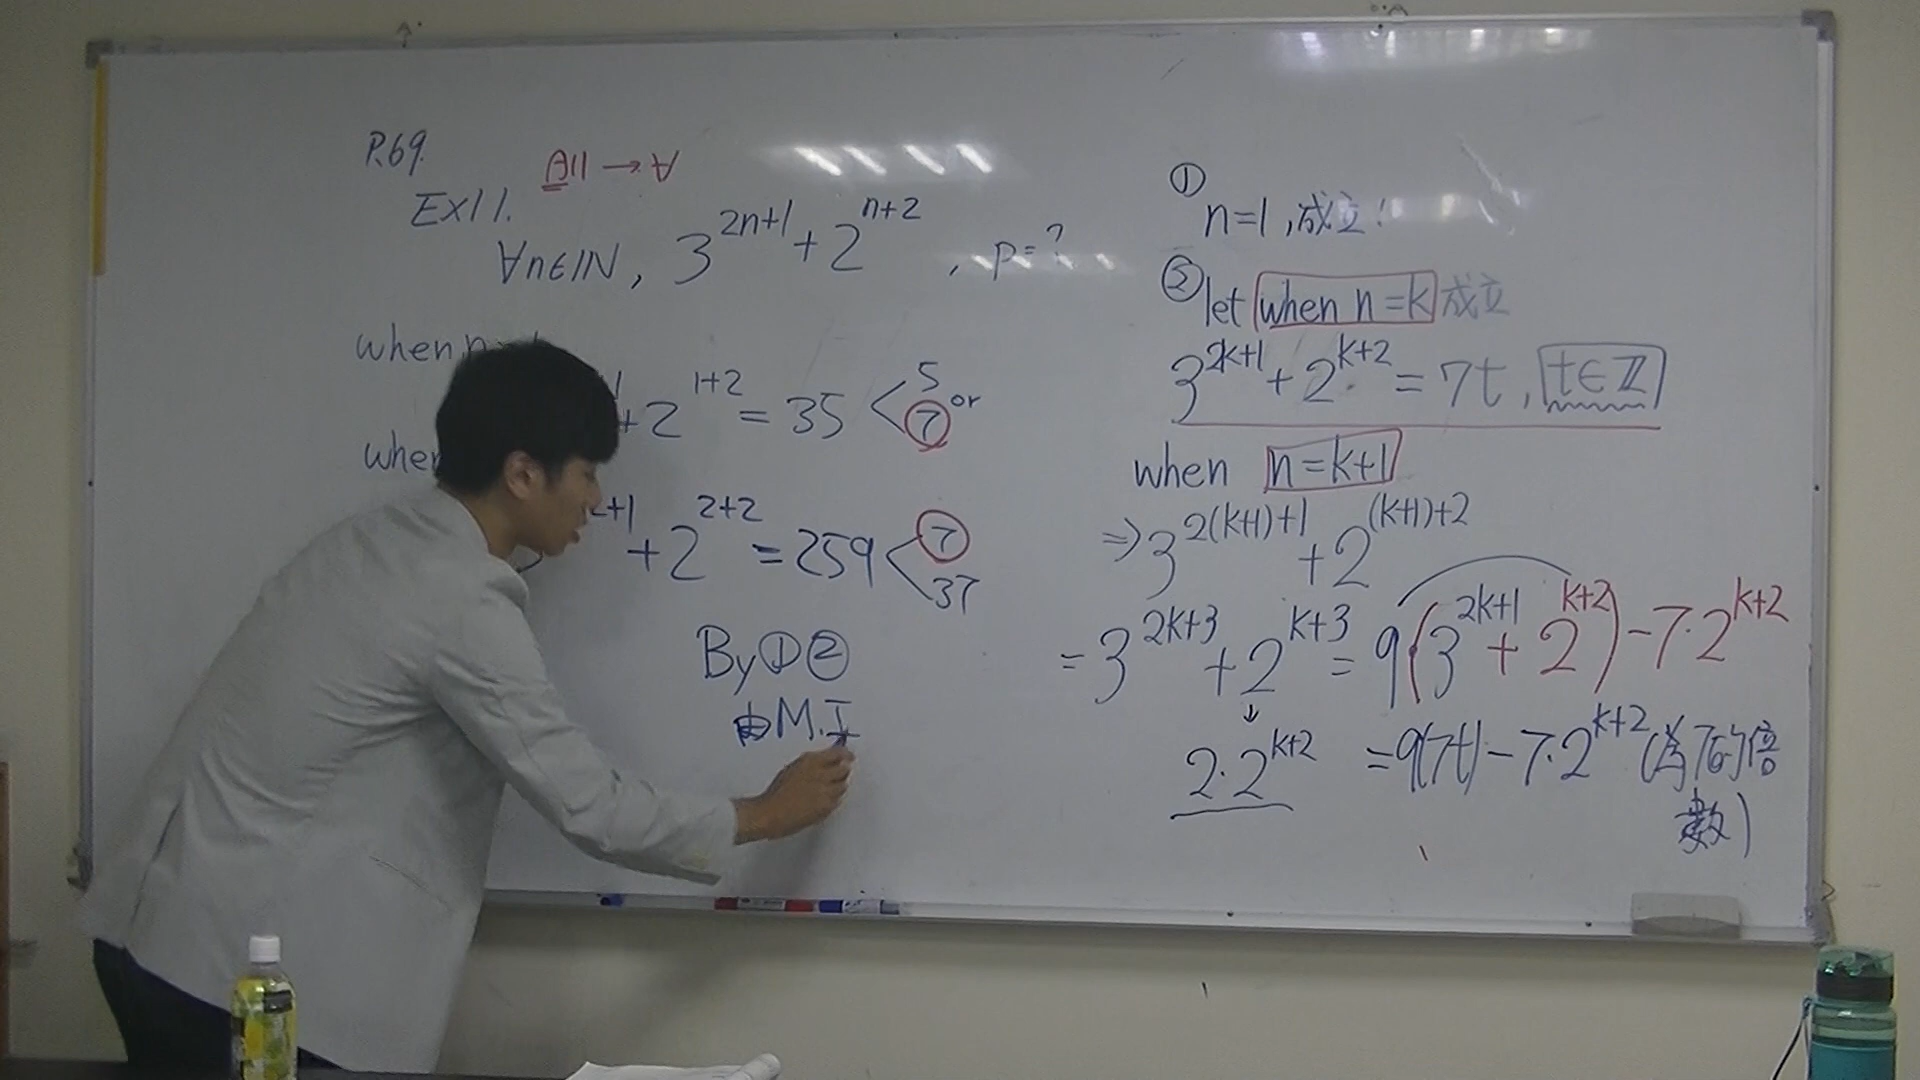 P.69.
All → ∀
EX11.
∀n∈ℕ, 3^{2n+1} + 2^{n+2}, p=?
when
+2^{1+2} = 35 < 5 or 7
+1 + 2^{2+2} = 259 < 7 37
By ① ②
由M.I
①
n=1, 成立!
②
let when n=k 成立
3^{2k+1} + 2^{k+2} = 7t, t∈ℤ
when n=k+1
⇒ 3^{2(k+1)+1} + 2^{(k+1)+2}
= 3^{2k+3} + 2^{k+3} = 9(3^{2k+1} + 2^{k+2}) - 7·2^{k+2}
↓
2·2^{k+2} = 9(7t) - 7·2^{k+2} (為7的倍
數)